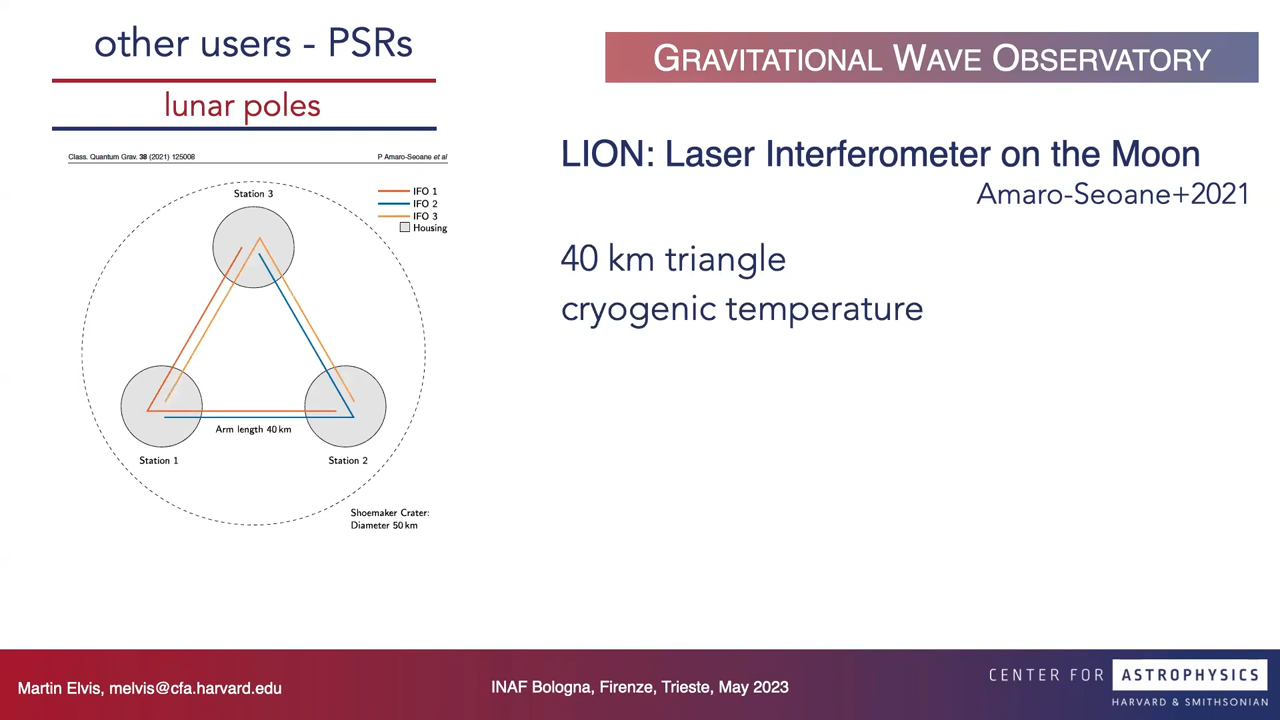 other users - PSRs
lunar poles
GRAVITATIONAL WAVE OBSERVATORY
LION: Laser Interferometer on the Moon
Amaro-Seoane+2021
40 km triangle
cryogenic temperature
Class. Quantum Grav. 38 (2021) 125008
P Amaro-Seoane et al
Station 3
IFO 1
IFO 2
IFO 3
Housing
Arm length 40 km
Station 1
Station 2
Shoemaker Crater:
Diameter 50 km
Martin Elvis, melvis@cfa.harvard.edu
INAF Bologna, Firenze, Trieste, May 2023
CENTER FOR ASTROPHYSICS
HARVARD & SMITHSONIAN